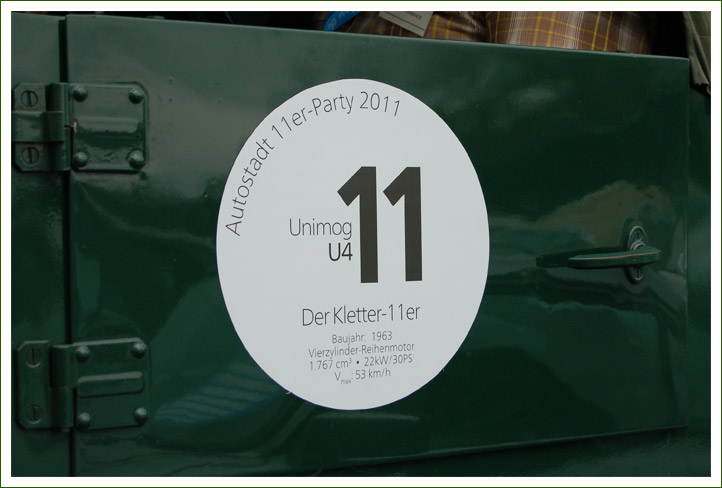 Autostadt 11er-Party 2011
Unimog
U4 11
Der Kletter-11er
Baujahr: 1963
Vierzylinder-Reihenmotor
1.767 cm³ • 22kW/30PS
Vmax: 53 km/h